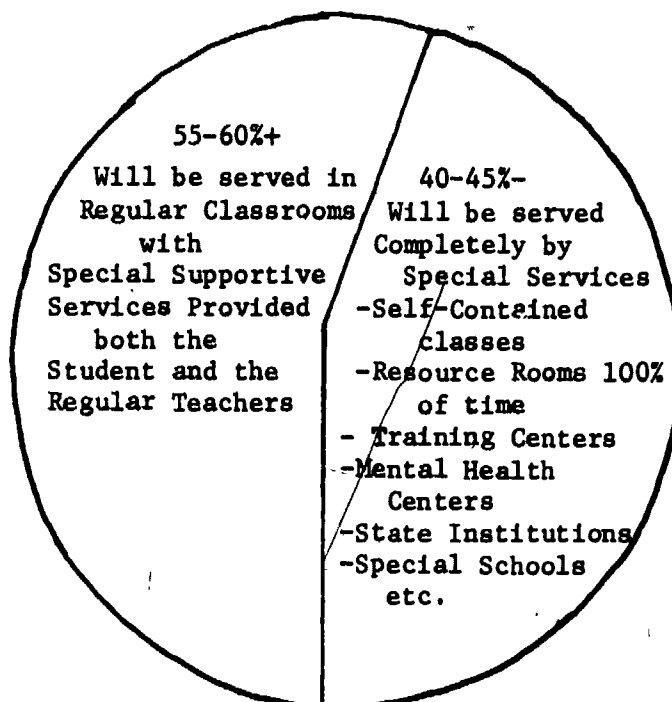 55-60%+
Will be served in
Regular Classrooms
with
Special Supportive
Services Provided
both the
Student and the
Regular Teachers
40-45%-
Will be served
Completely by
Special Services
-Self-Contained
classes
-Resource Rooms 100%
of time
- Training Centers
-Mental Health
Centers
-State Institutions
-Special Schools
etc.